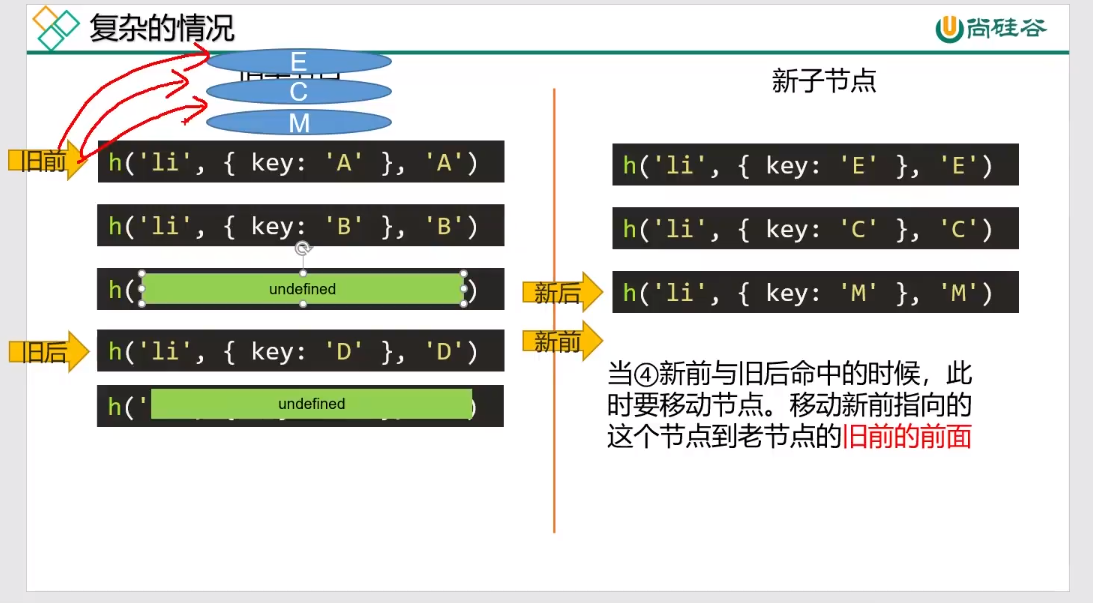 复杂的情况
尚硅谷
E
C
M
新子节点
旧前
h('li', { key: 'A' }, 'A')
h('li', { key: 'E' }, 'E')
h('li', { key: 'B' }, 'B')
h('li', { key: 'C' }, 'C')
h( undefined )
新后
h('li', { key: 'M' }, 'M')
旧后
h('li', { key: 'D' }, 'D')
新前
h(' undefined )
当④新前与旧后命中的时候，此
时要移动节点。移动新前指向的
这个节点到老节点的旧前的前面